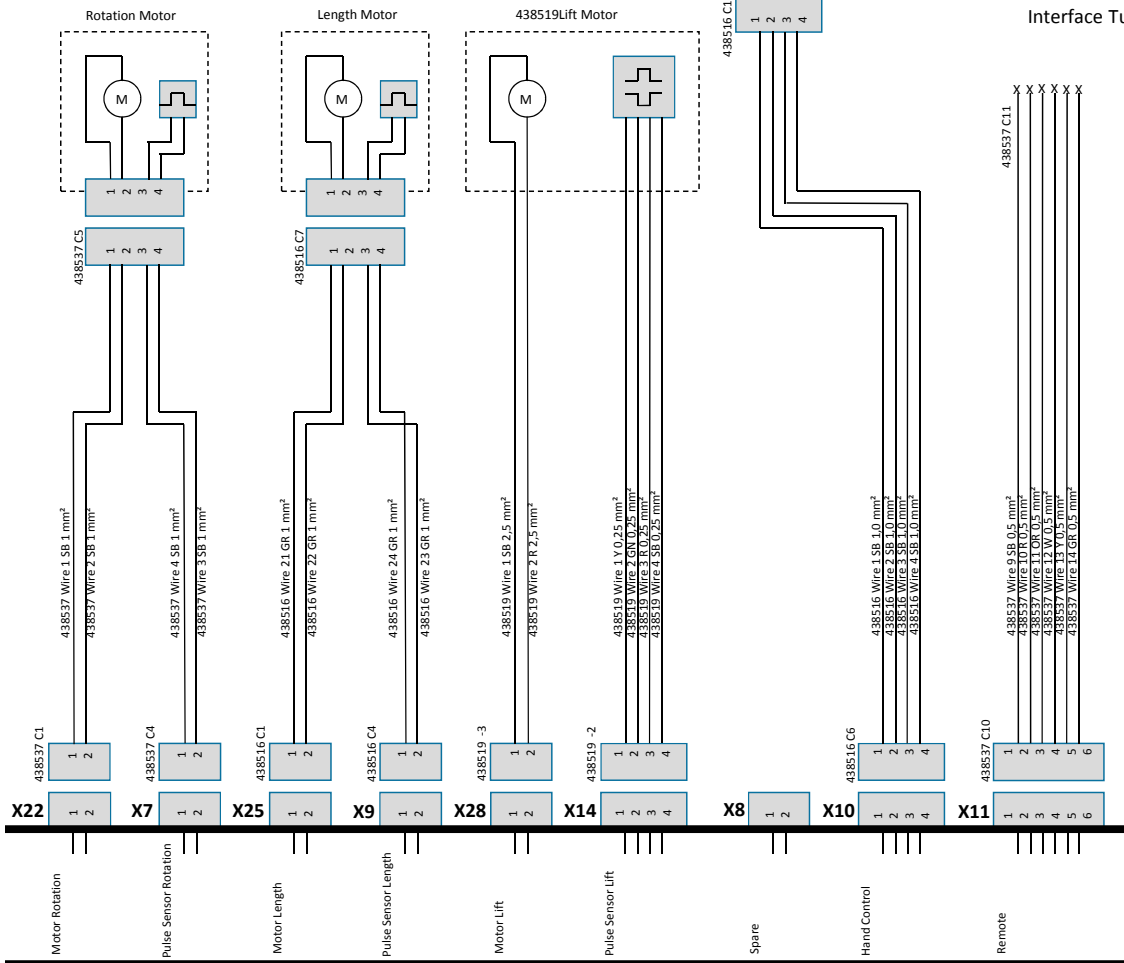 Rotation Motor
Length Motor
438519Lift Motor
Interface Tu
438516 C1
1 2 3 4
M
M
M
X X X X X X
438537 C11
1 2 3 4
1 2 3 4
438537 C5
1 2 3 4
438516 C7
1 2 3 4
438537 Wire 1 SB 1 mm²
438537 Wire 2 SB 1 mm²
438537 Wire 4 SB 1 mm²
438537 Wire 3 SB 1 mm²
438516 Wire 21 GR 1 mm²
438516 Wire 22 GR 1 mm²
438516 Wire 24 GR 1 mm²
438516 Wire 23 GR 1 mm²
438519 Wire 1 SB 2,5 mm²
438519 Wire 2 R 2,5 mm²
438519 Wire 1 Y 0,25 mm²
438519 Wire 2 GN 0,25 mm²
438519 Wire 3 R 0,25 mm²
438519 Wire 4 SB 0,25 mm²
438516 Wire 1 SB 1,0 mm²
438516 Wire 2 SB 1,0 mm²
438516 Wire 3 SB 1,0 mm²
438516 Wire 4 SB 1,0 mm²
438537 Wire 9 SB 0,5 mm²
438537 Wire 10 R 0,5 mm²
438537 Wire 11 OR 0,5 mm²
438537 Wire 12 W 0,5 mm²
438537 Wire 13 Y 0,5 mm²
438537 Wire 14 GR 0,5 mm²
438537 C1
1 2
438537 C4
1 2
438516 C1
1 2
438516 C4
1 2
438519 -3
1 2
438519 -2
1 2 3 4
438516 C6
1 2 3 4
438537 C10
1 2 3 4 5 6
X22
1 2
X7
1 2
X25
1 2
X9
1 2
X28
1 2
X14
1 2 3 4
X8
1 2
X10
1 2 3 4
X11
1 2 3 4 5 6
Motor Rotation
Pulse Sensor Rotation
Motor Length
Pulse Sensor Length
Motor Lift
Pulse Sensor Lift
Spare
Hand Control
Remote